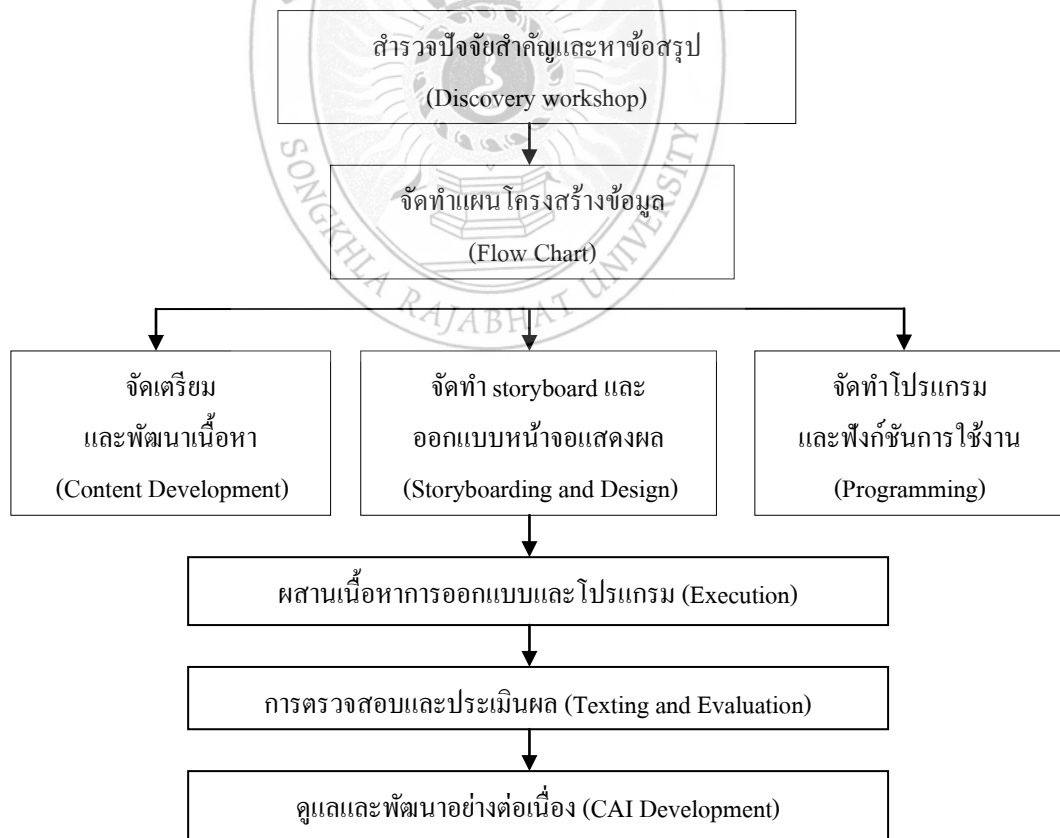 สำรวจปัจจัยสำคัญและหาข้อสรุป
(Discovery workshop)
จัดทำแผนโครงสร้างข้อมูล
(Flow Chart)
SONGKHLA RAJABHAT UNIVERSITY
จัดเตรียม
และพัฒนาเนื้อหา
(Content Development)
จัดทำ storyboard และ
ออกแบบหน้าจอแสดงผล
(Storyboarding and Design)
จัดทำโปรแกรม
และฟังก์ชันการใช้งาน
(Programming)
ผสานเนื้อหาการออกแบบและโปรแกรม (Execution)
การตรวจสอบและประเมินผล (Texting and Evaluation)
ดูแลและพัฒนาอย่างต่อเนื่อง (CAI Development)